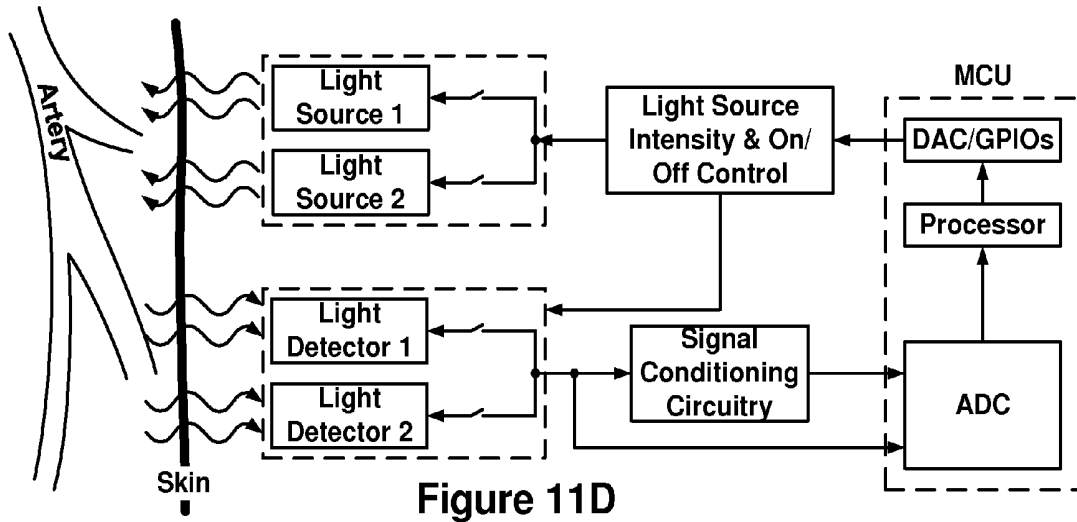 Artery
Light
Source 1
Light
Source 2
Light Source
Intensity & On/
Off Control
MCU
DAC/GPIOs
Processor
Light
Detector 1
Light
Detector 2
Signal
Conditioning
Circuitry
ADC
Skin
Figure 11D